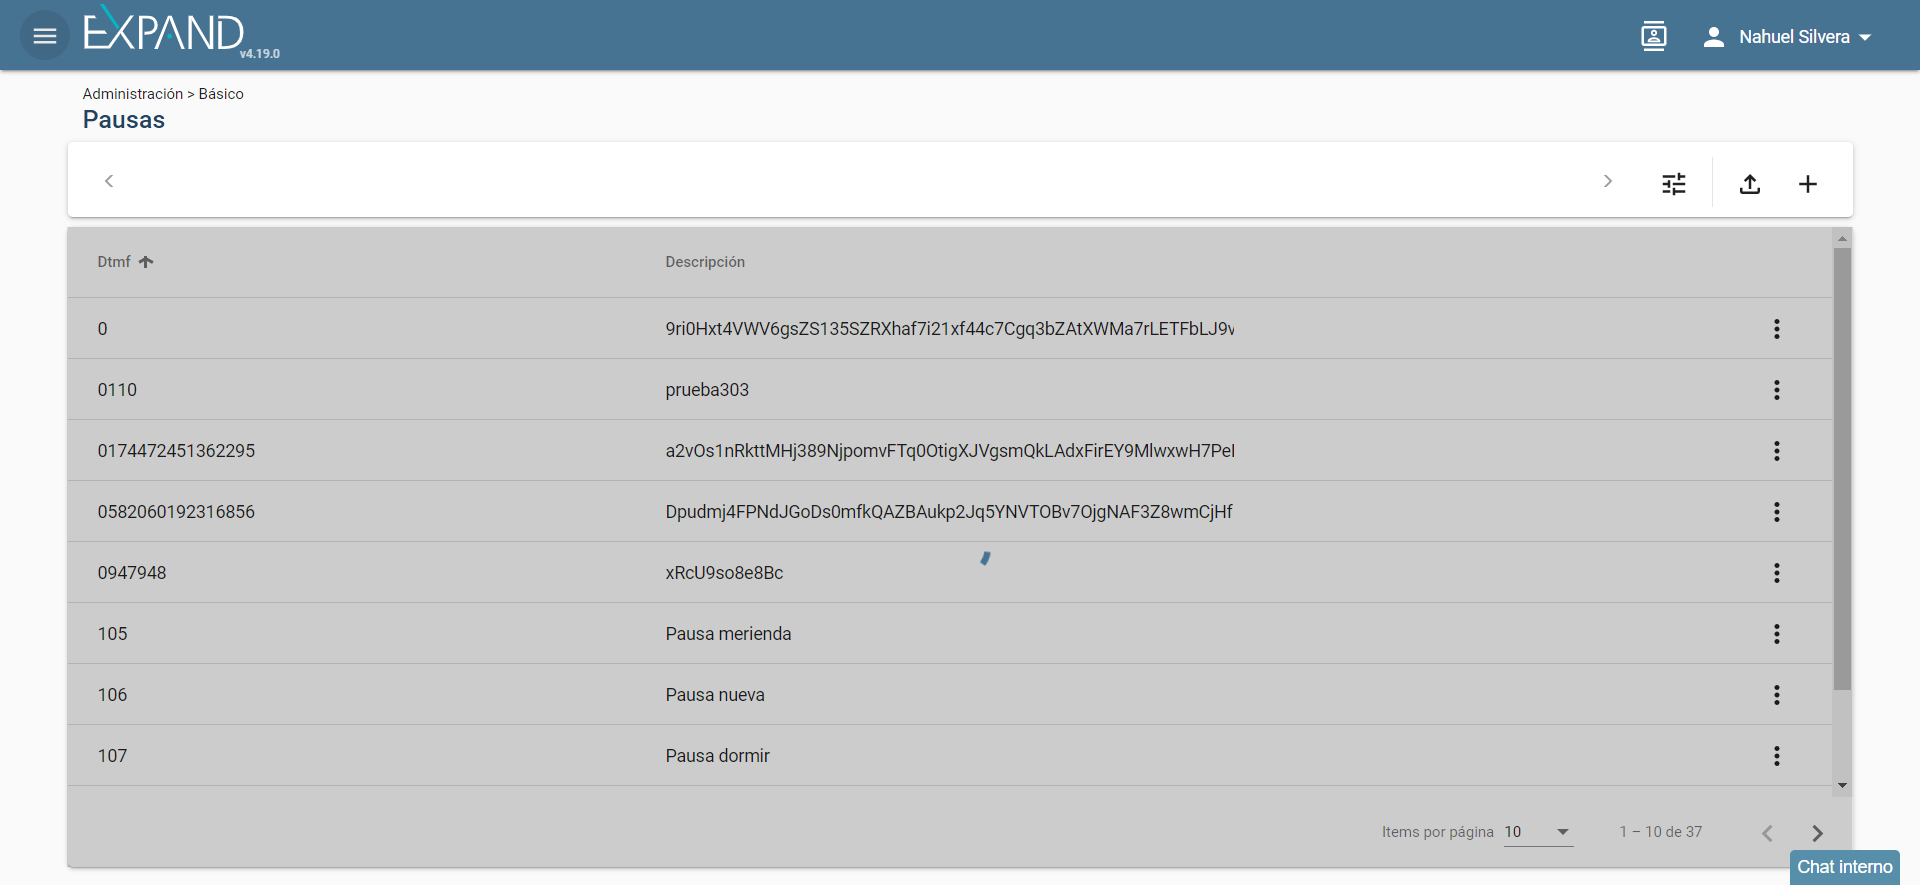 EXPAND
v4.19.0
Nahuel Silvera
Administración > Básico
Pausas
Dtmf Descripción
0 9ri0Hxt4VWV6gsZS135SZRXhaf7i21xf44c7Cgq3bZAtXWMa7rLETFbLJ9v
0110 prueba303
0174472451362295 a2vOs1nRkttMHj389NjpomvFTq0OtigXJVgsmQkLAdxFirEY9MlwxwH7Pel
0582060192316856 Dpudmj4FPNdJGoDs0mfkQAZBAukp2Jq5YNVTOBv7OjgNAF3Z8wmCjHf
0947948 xRcU9so8e8Bc
105 Pausa merienda
106 Pausa nueva
107 Pausa dormir
Items por página 10 1 – 10 de 37
Chat interno